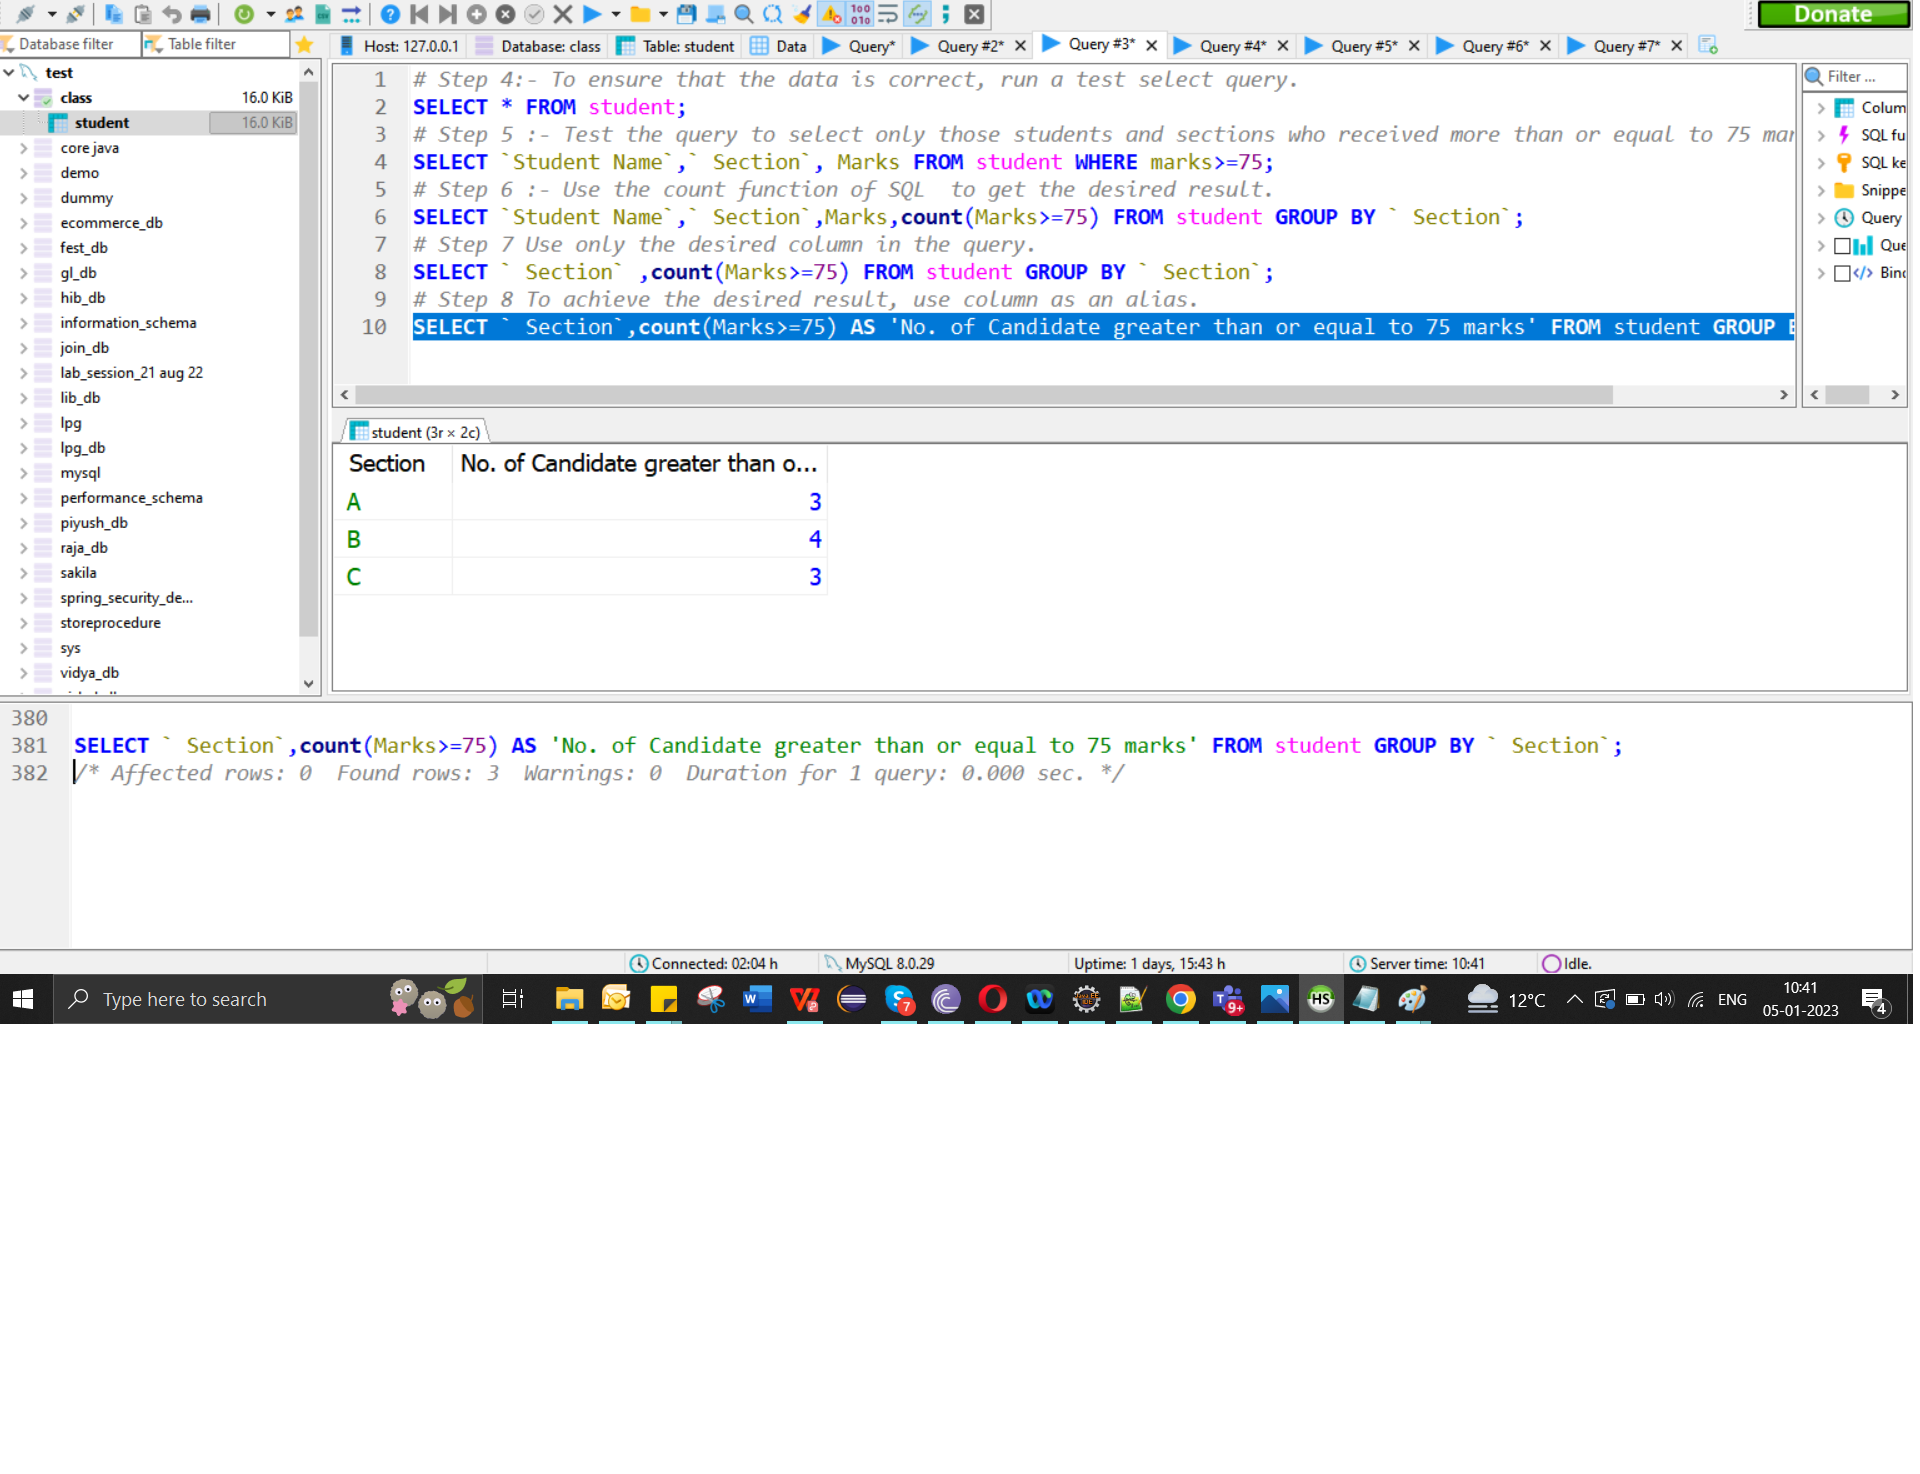 Donate
Database filter
Table filter
Host: 127.0.0.1
Database: class
Table: student
Data
Query*
Query #2*
Query #3*
Query #4*
Query #5*
Query #6*
Query #7*
test
class 16.0 KiB
student 16.0 KiB
core java
demo
dummy
ecommerce_db
fest_db
gl_db
hib_db
information_schema
join_db
lab_session_21 aug 22
lib_db
lpg
lpg_db
mysql
performance_schema
piyush_db
raja_db
sakila
spring_security_de...
storeprocedure
sys
vidya_db
1 # Step 4:- To ensure that the data is correct, run a test select query.
2 SELECT * FROM student;
3 # Step 5 :- Test the query to select only those students and sections who received more than or equal to 75 mar
4 SELECT `Student Name`,` Section`, Marks FROM student WHERE marks>=75;
5 # Step 6 :- Use the count function of SQL  to get the desired result.
6 SELECT `Student Name`,` Section`,Marks,count(Marks>=75) FROM student GROUP BY ` Section`;
7 # Step 7 Use only the desired column in the query.
8 SELECT ` Section` ,count(Marks>=75) FROM student GROUP BY ` Section`;
9 # Step 8 To achieve the desired result, use column as an alias.
10 SELECT ` Section`,count(Marks>=75) AS 'No. of Candidate greater than or equal to 75 marks' FROM student GROUP B
Filter ...
Colum
SQL fu
SQL ke
Snippe
Query
Que
Bind
student (3r × 2c)
Section No. of Candidate greater than o...
A 3
B 4
C 3
380
381 SELECT ` Section`,count(Marks>=75) AS 'No. of Candidate greater than or equal to 75 marks' FROM student GROUP BY ` Section`;
382 /* Affected rows: 0  Found rows: 3  Warnings: 0  Duration for 1 query: 0.000 sec. */
Connected: 02:04 h
MySQL 8.0.29
Uptime: 1 days, 15:43 h
Server time: 10:41
Idle.
Type here to search
12°C
ENG
10:41
05-01-2023
4